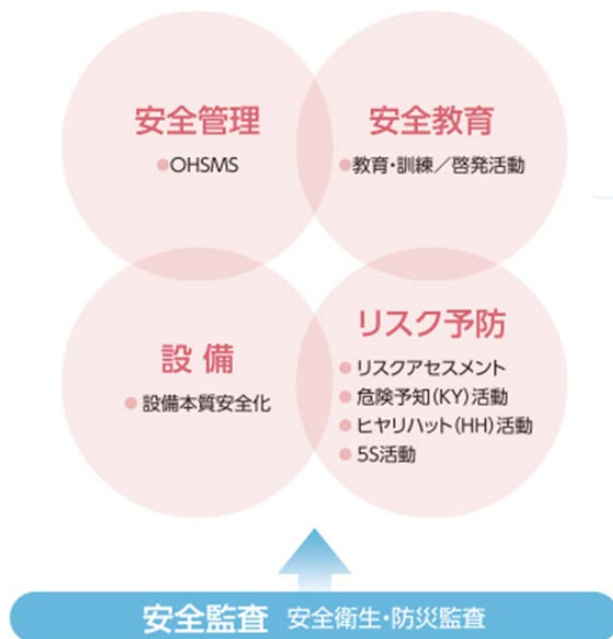 安全管理
●OHSMS
安全教育
●教育・訓練／啓発活動
設 備
● 設備本質安全化
リスク予防
● リスクアセスメント
● 危険予知(KY)活動
● ヒヤリハット(HH)活動
● 5S活動
安全監査 安全衛生・防災監査